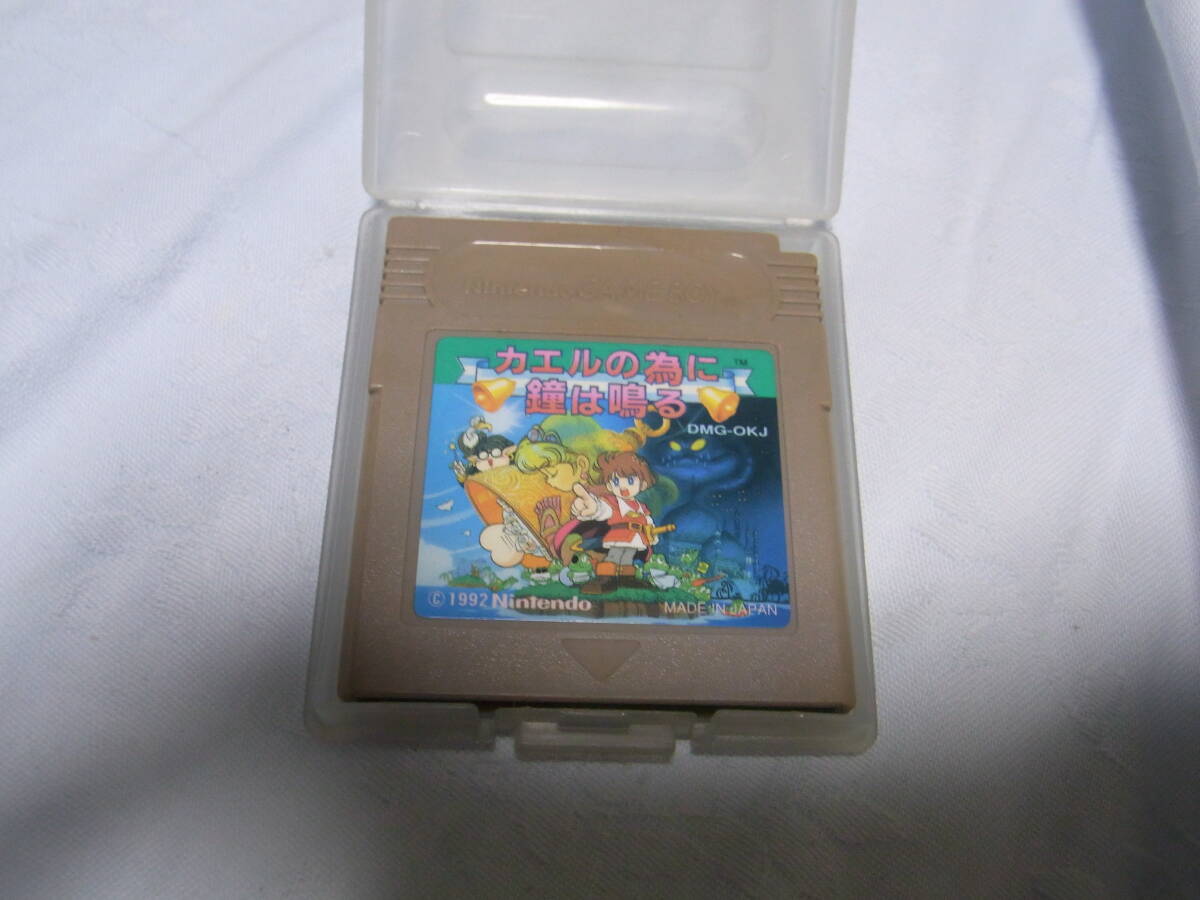 Nintendo GAME BOY
カエルの為に
TM
鐘は鳴る
DMG-OKJ
© 1992 Nintendo
MADE IN JAPAN